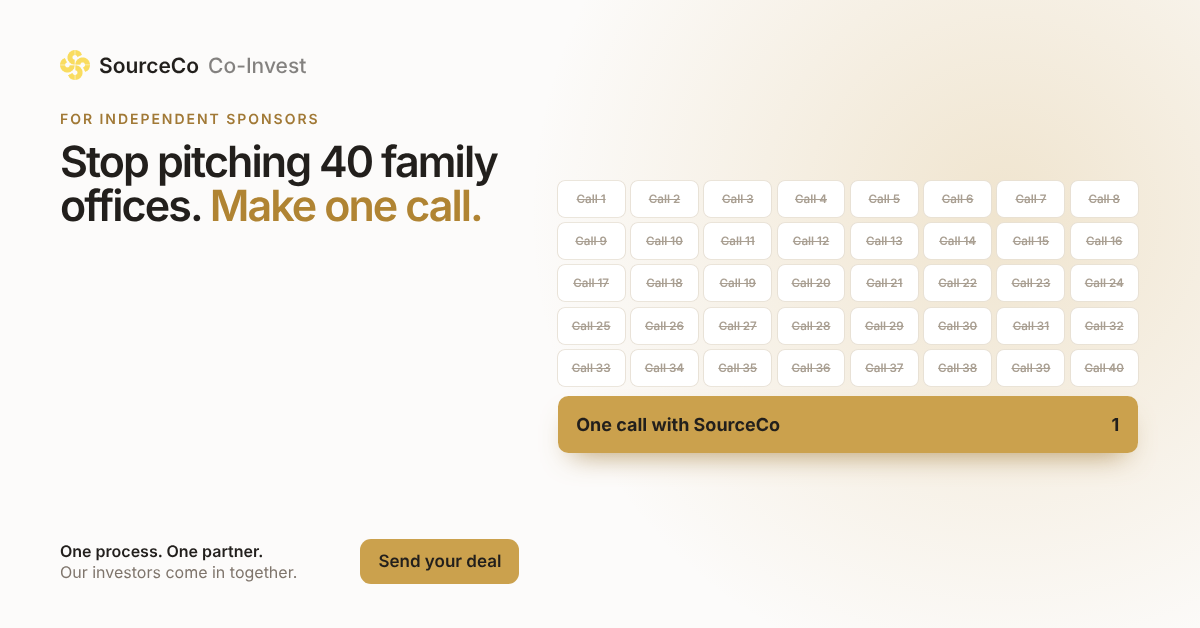 SourceCo Co-Invest
FOR INDEPENDENT SPONSORS
Stop pitching 40 family
offices. Make one call.
Call 1 Call 2 Call 3 Call 4 Call 5 Call 6 Call 7 Call 8
Call 9 Call 10 Call 11 Call 12 Call 13 Call 14 Call 15 Call 16
Call 17 Call 18 Call 19 Call 20 Call 21 Call 22 Call 23 Call 24
Call 25 Call 26 Call 27 Call 28 Call 29 Call 30 Call 31 Call 32
Call 33 Call 34 Call 35 Call 36 Call 37 Call 38 Call 39 Call 40
One call with SourceCo 1
One process. One partner.
Our investors come in together.
Send your deal